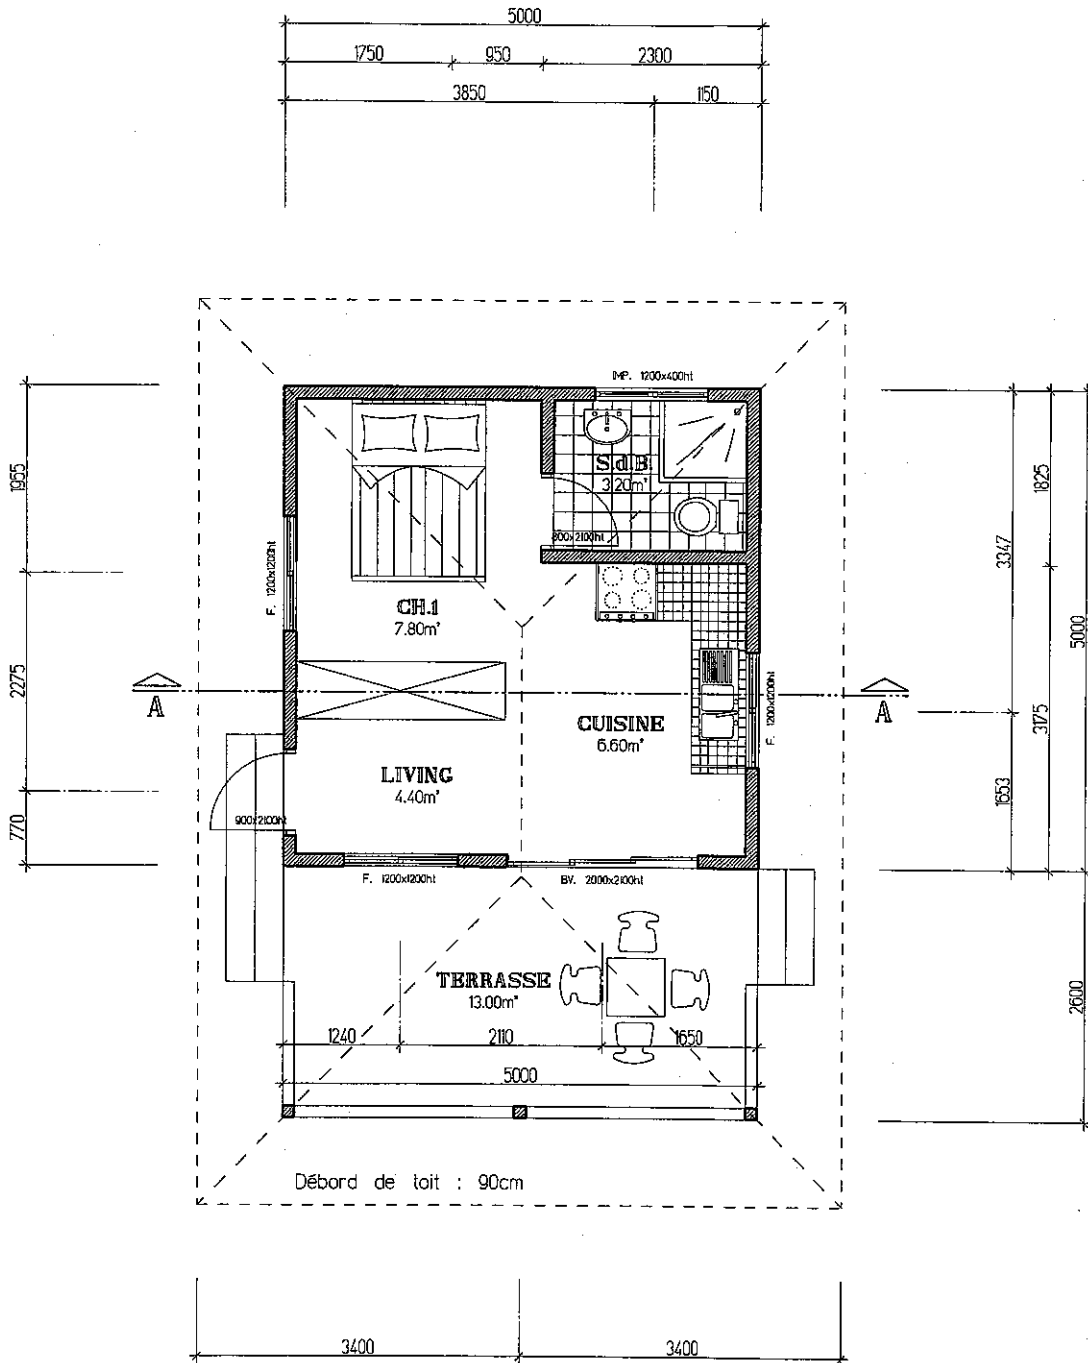 5000
1750 950 2300
3850 1150
IMP. 1200x400ht
1955
2275
770
F. 1200x1200ht
S.d.B.
3.20m²
800x2100ht
CH.1
7.80m²
A
A
CUISINE
6.60m²
F. 1200x1200ht
LIVING
4.40m²
900x2100ht
F. 1200x1200ht
BV. 2000x2100ht
1825
3347
5000
3175
1653
2600
TERRASSE
13.00m²
1240 2110 1650
5000
Débord de toit : 90cm
3400 3400